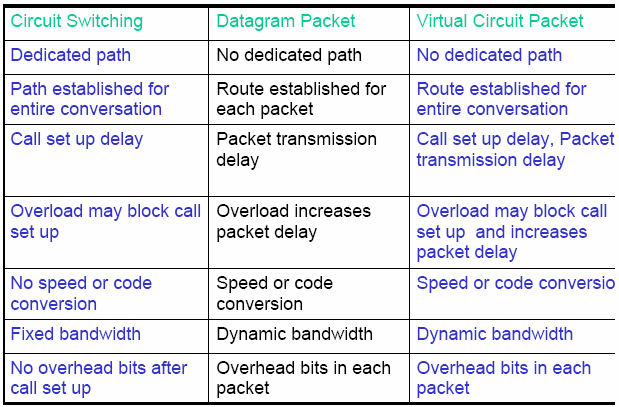 Circuit Switching
Datagram Packet
Virtual Circuit Packet
Dedicated path
No dedicated path
No dedicated path
Path established for
entire conversation
Route established for
each packet
Route established for
entire conversation
Call set up delay
Packet transmission
delay
Call set up delay, Packet
transmission delay
Overload may block call
set up
Overload increases
packet delay
Overload may block call
set up and increases
packet delay
No speed or code
conversion
Speed or code
conversion
Speed or code conversio
Fixed bandwidth
Dynamic bandwidth
Dynamic bandwidth
No overhead bits after
call set up
Overhead bits in each
packet
Overhead bits in each
packet